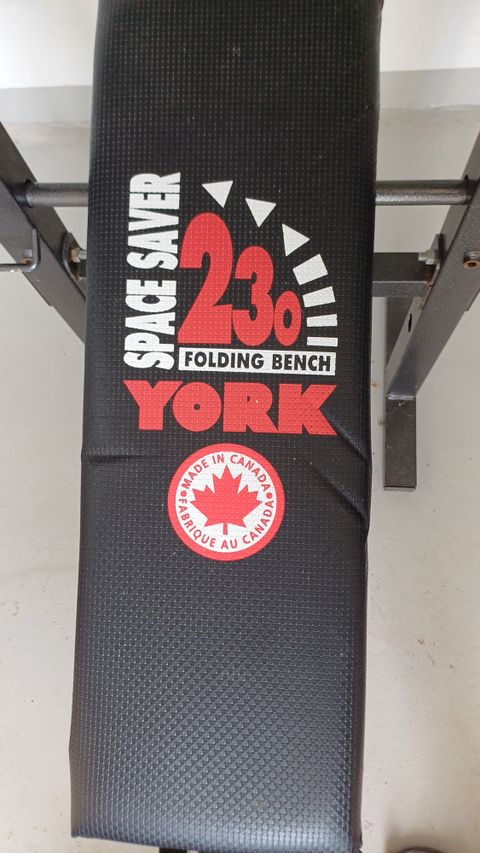 SPACE SAVER
230
FOLDING BENCH
YORK
MADE IN CANADA
FABRIQUE AU CANADA